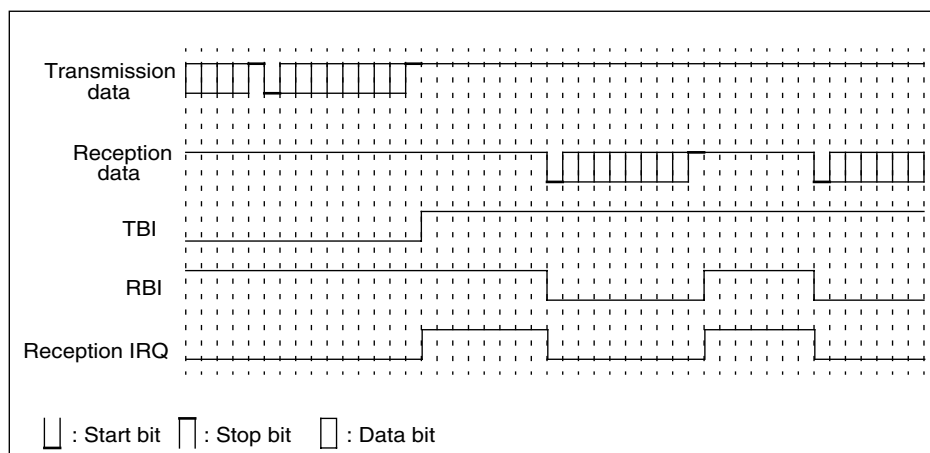 Transmission
data
Reception
data
TBI
RBI
Reception IRQ
: Start bit : Stop bit : Data bit